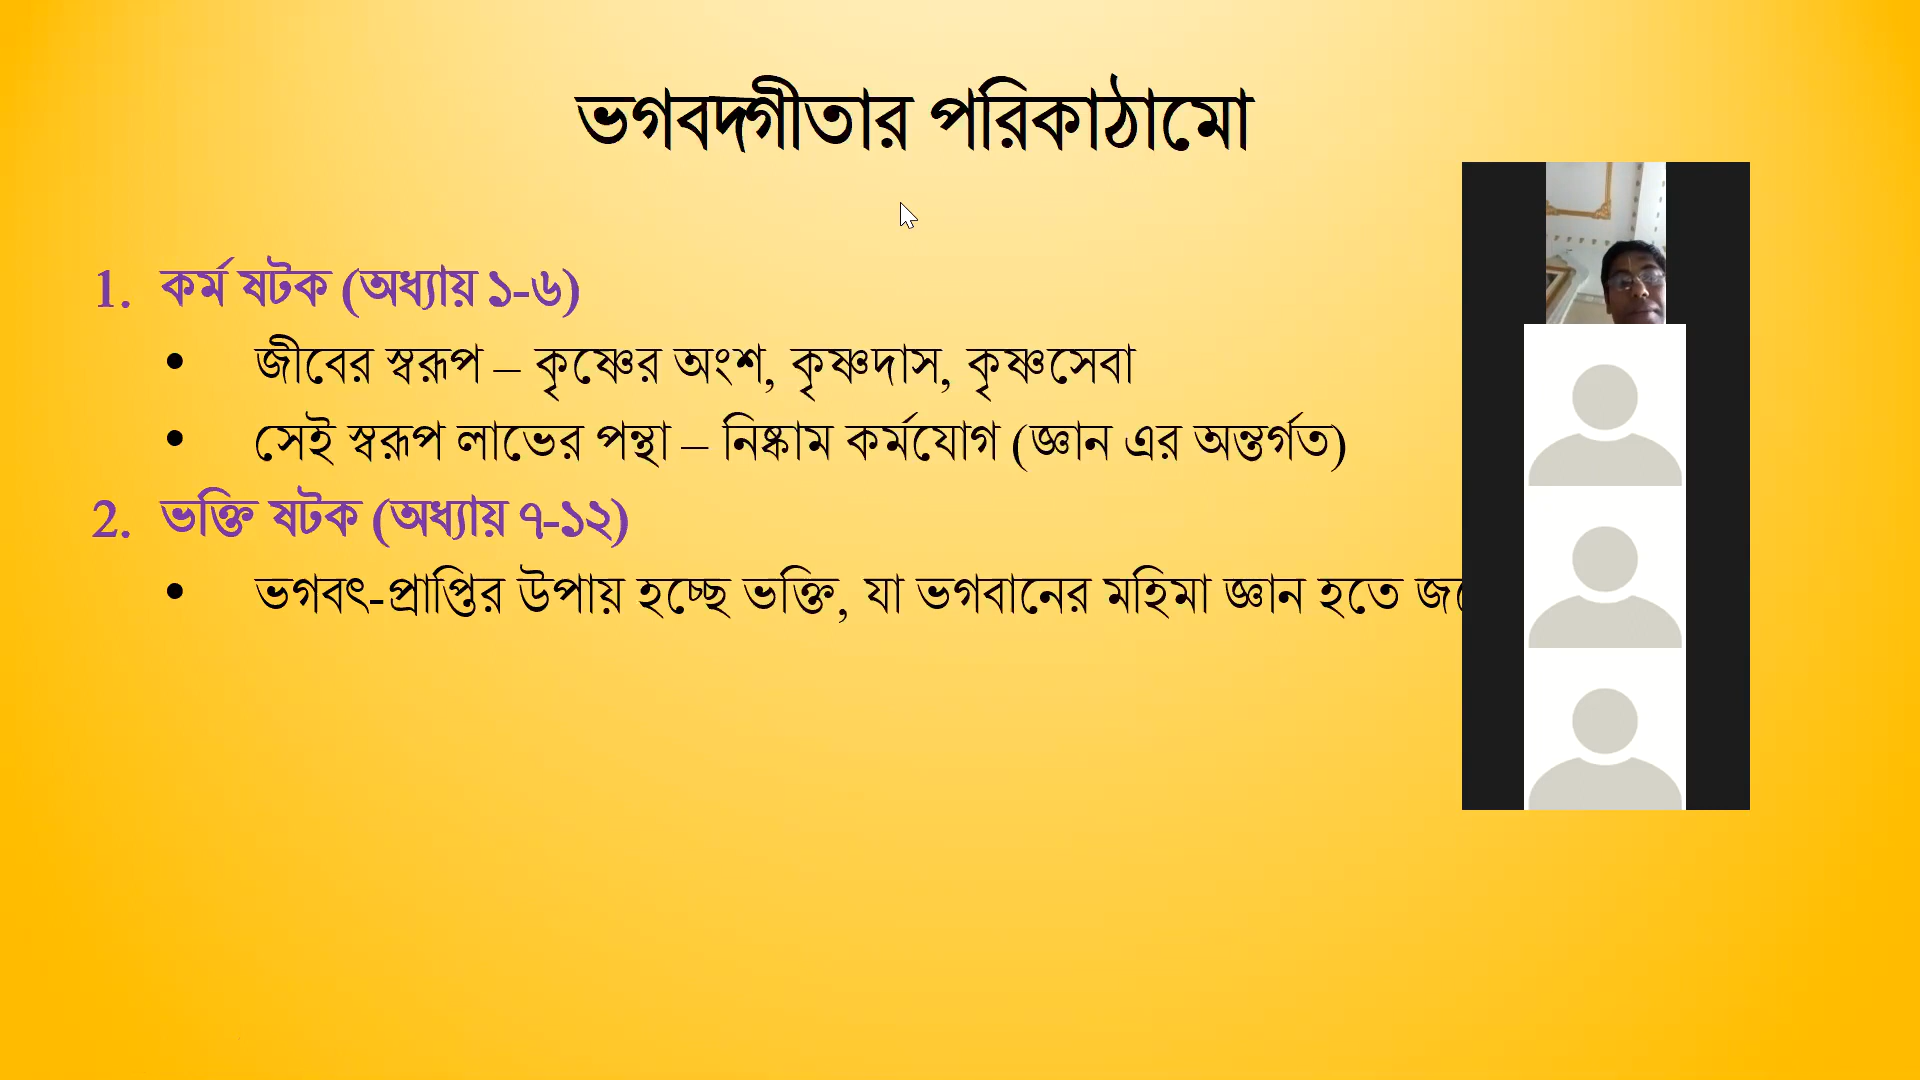 ভগবদ্গীতার পরিকাঠামো
1. কর্ম ষটক (অধ্যায় ১-৬)
• জীবের স্বরূপ – কৃষ্ণের অংশ, কৃষ্ণদাস, কৃষ্ণসেবা
• সেই স্বরূপ লাভের পন্থা – নিষ্কাম কর্মযোগ (জ্ঞান এর অন্তর্গত)
2. ভক্তি ষটক (অধ্যায় ৭-১২)
• ভগবৎ-প্রাপ্তির উপায় হচ্ছে ভক্তি, যা ভগবানের মহিমা জ্ঞান হতে